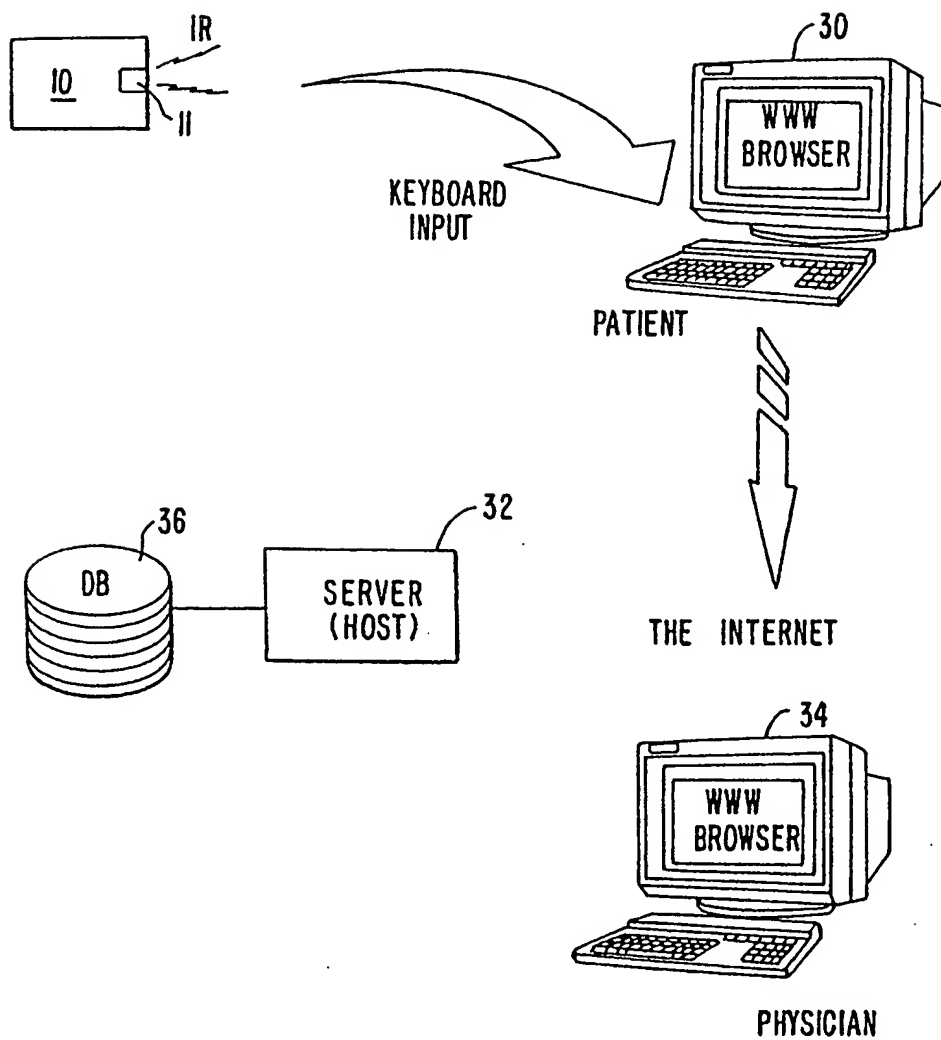 IR
10
11
30
WWW
BROWSER
KEYBOARD
INPUT
PATIENT
36
32
DB
SERVER
(HOST)
THE INTERNET
34
WWW
BROWSER
PHYSICIAN